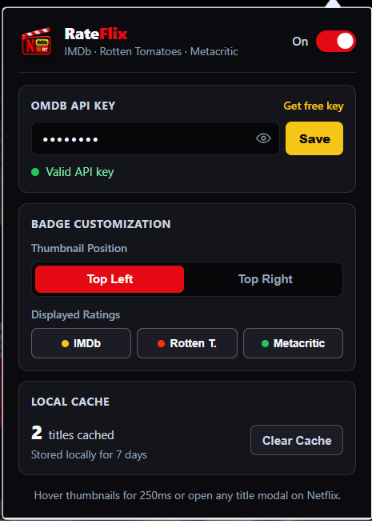 RateFlix
IMDb · Rotten Tomatoes · Metacritic
On
OMDB API KEY
Get free key
••••••••
Save
Valid API key
BADGE CUSTOMIZATION
Thumbnail Position
Top Left
Top Right
Displayed Ratings
IMDb
Rotten T.
Metacritic
LOCAL CACHE
2 titles cached
Stored locally for 7 days
Clear Cache
Hover thumbnails for 250ms or open any title modal on Netflix.